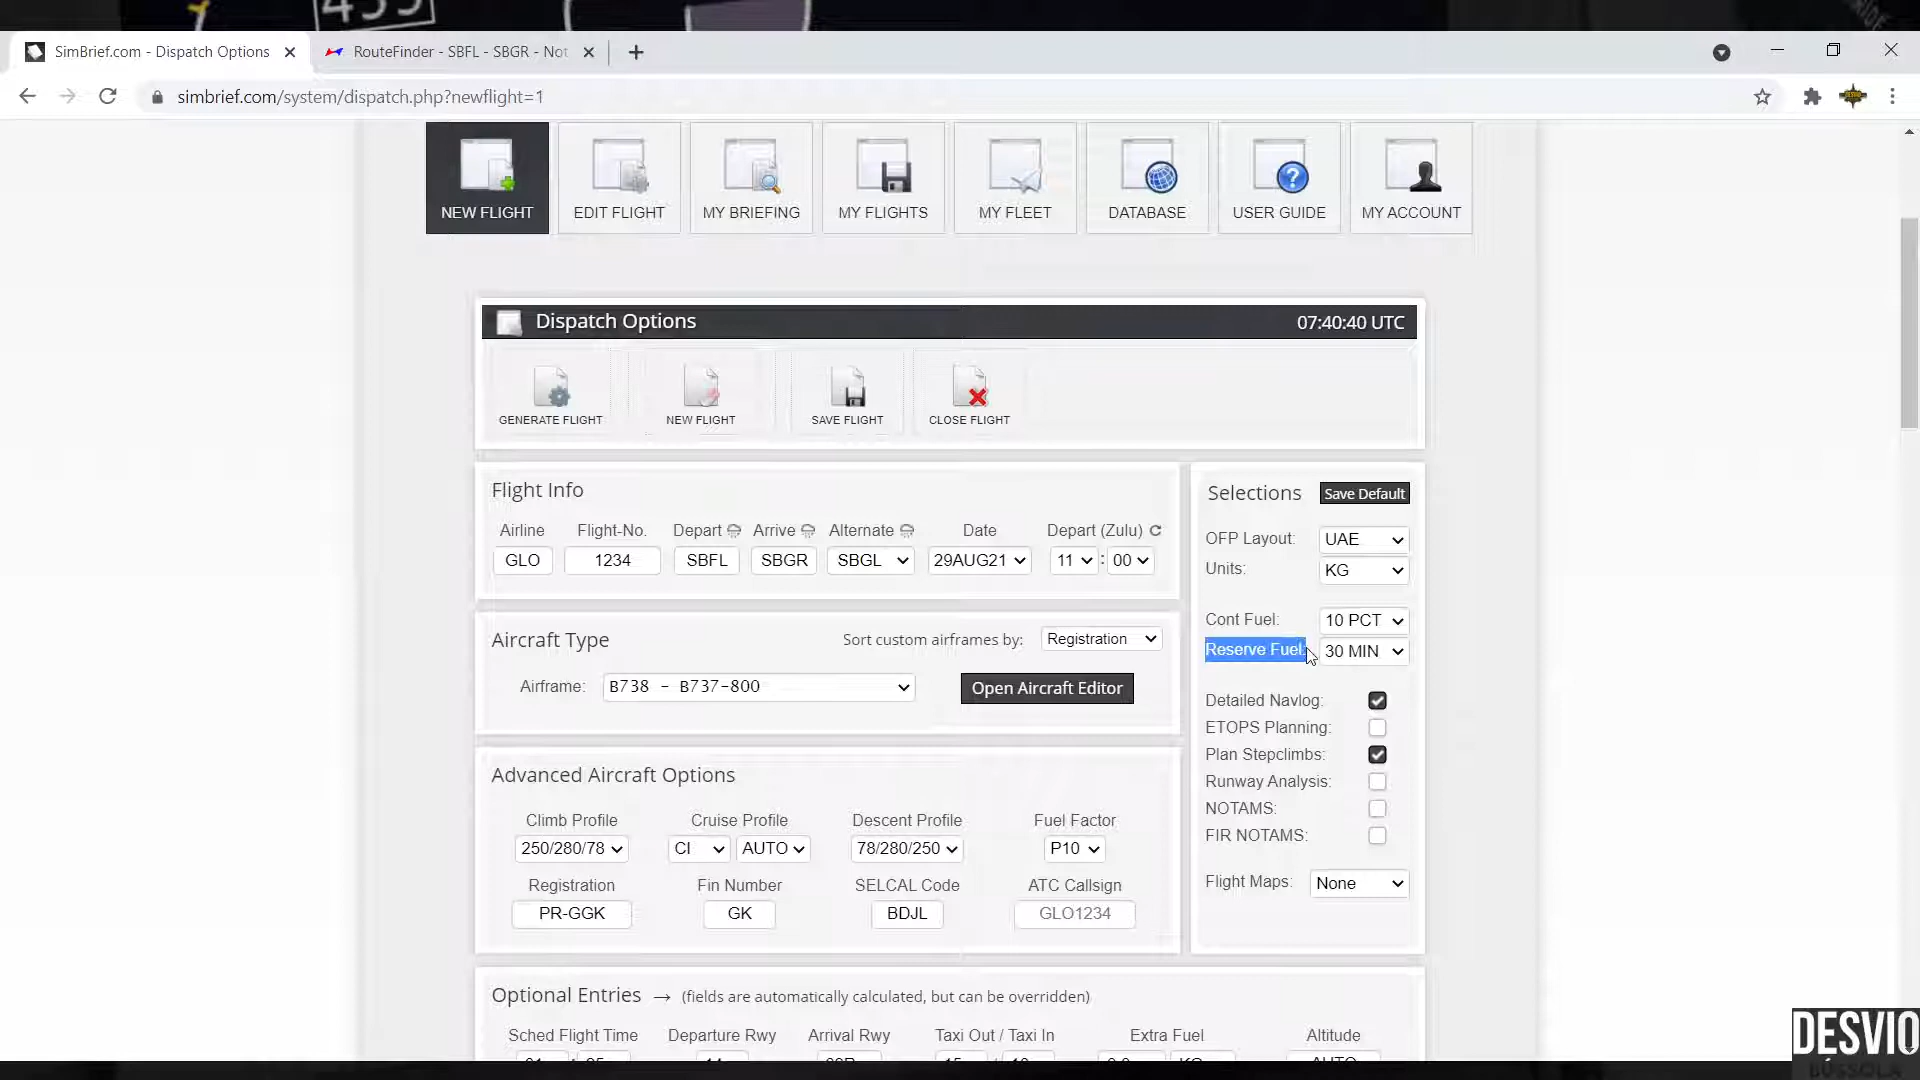 455
SimBrief.com - Dispatch Options
RouteFinder - SBFL - SBGR - Not
simbrief.com/system/dispatch.php?newflight=1
NEW FLIGHT
EDIT FLIGHT
MY BRIEFING
MY FLIGHTS
MY FLEET
DATABASE
USER GUIDE
MY ACCOUNT
Dispatch Options
07:40:40 UTC
GENERATE FLIGHT
NEW FLIGHT
SAVE FLIGHT
CLOSE FLIGHT
Flight Info
Airline Flight-No. Depart Arrive Alternate Date Depart (Zulu)
GLO 1234 SBFL SBGR SBGL 29AUG21 11 : 00
Aircraft Type
Sort custom airframes by: Registration
Airframe: B738 - B737-800
Open Aircraft Editor
Advanced Aircraft Options
Climb Profile Cruise Profile Descent Profile Fuel Factor
250/280/78 CI AUTO 78/280/250 P10
Registration Fin Number SELCAL Code ATC Callsign
PR-GGK GK BDJL GLO1234
Selections
Save Default
OFP Layout: UAE
Units: KG
Cont Fuel: 10 PCT
Reserve Fuel: 30 MIN
Detailed Navlog:
ETOPS Planning:
Plan Stepclimbs:
Runway Analysis:
NOTAMS:
FIR NOTAMS:
Flight Maps: None
Optional Entries → (fields are automatically calculated, but can be overridden)
Sched Flight Time Departure Rwy Arrival Rwy Taxi Out / Taxi In Extra Fuel Altitude
DESVIO
BÚSSOLA